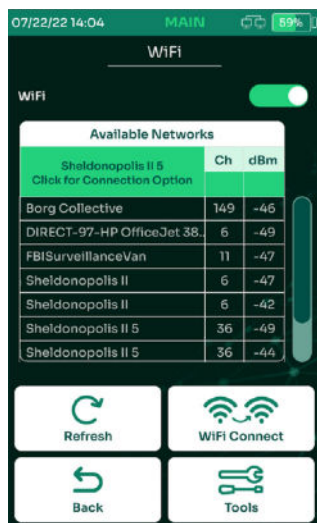 07/22/22 14:04 MAIN 59%
WiFi
WiFi
Available Networks
Sheldonopolis II 5 Ch dBm
Click for Connection Option
Borg Collective 149 -46
DIRECT-97-HP OfficeJet 38.. 6 -49
FBISurveillanceVan 11 -47
Sheldonopolis II 6 -47
Sheldonopolis II 6 -42
Sheldonopolis II 5 36 -49
Sheldonopolis II 5 36 -44
Refresh WiFi Connect
Back Tools